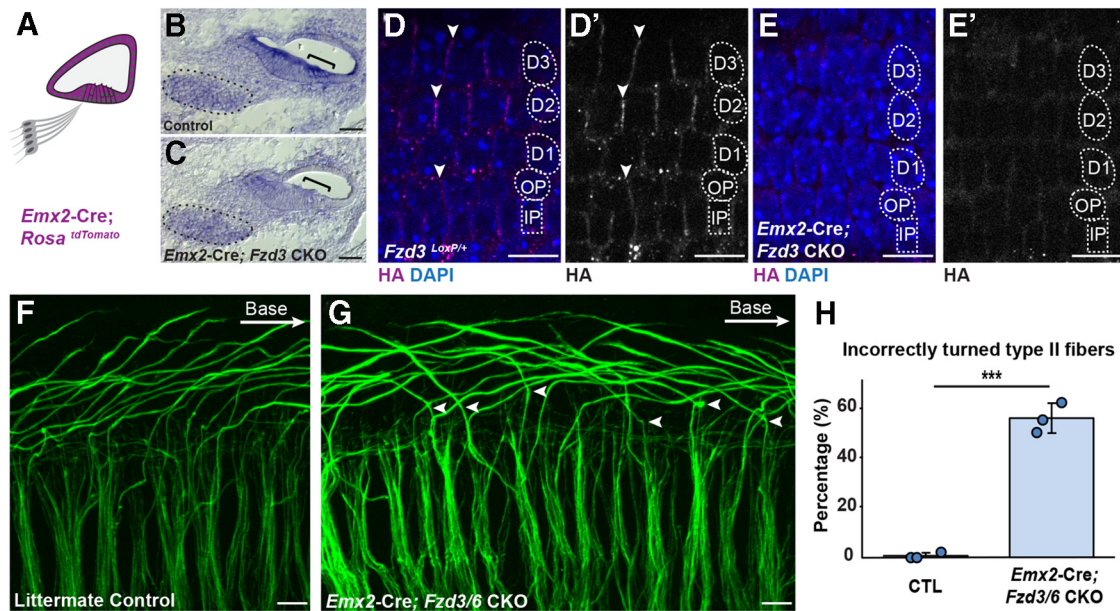 A
Emx2-Cre;
Rosa tdTomato
B
Control
C
Emx2-Cre; Fzd3 CKO
D
D3
D2
D1
OP
IP
Fzd3 LoxP/+
HA DAPI
D'
D3
D2
D1
OP
IP
HA
E
D3
D2
D1
OP
IP
Emx2-Cre;
Fzd3 CKO
HA DAPI
E'
D3
D2
D1
OP
IP
HA
F
Base
Littermate Control
G
Base
Emx2-Cre; Fzd3/6 CKO
H
Incorrectly turned type II fibers
***
Percentage (%)
60
40
20
0
CTL
Emx2-Cre;
Fzd3/6 CKO